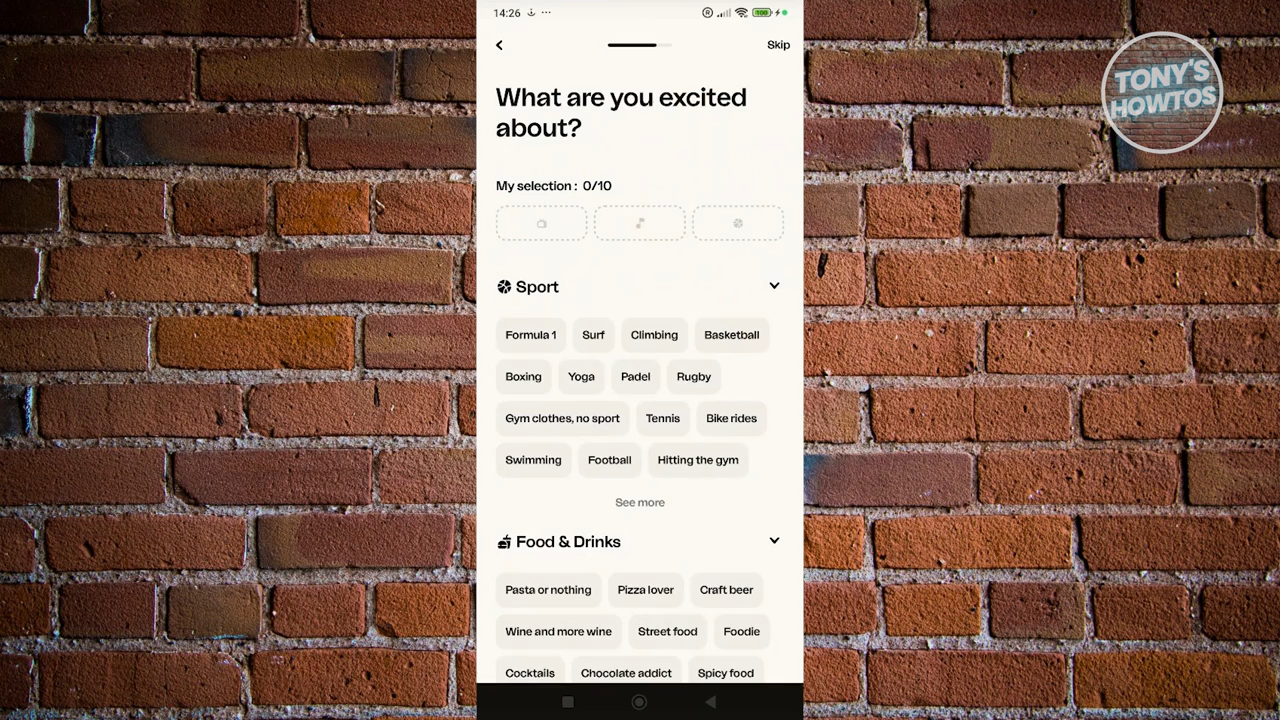 14:26
100
Skip
TONY'S
HOWTOS
What are you excited
about?
My selection : 0/10
Sport
Formula 1 Surf Climbing Basketball
Boxing Yoga Padel Rugby
Gym clothes, no sport Tennis Bike rides
Swimming Football Hitting the gym
See more
Food & Drinks
Pasta or nothing Pizza lover Craft beer
Wine and more wine Street food Foodie
Cocktails Chocolate addict Spicy food